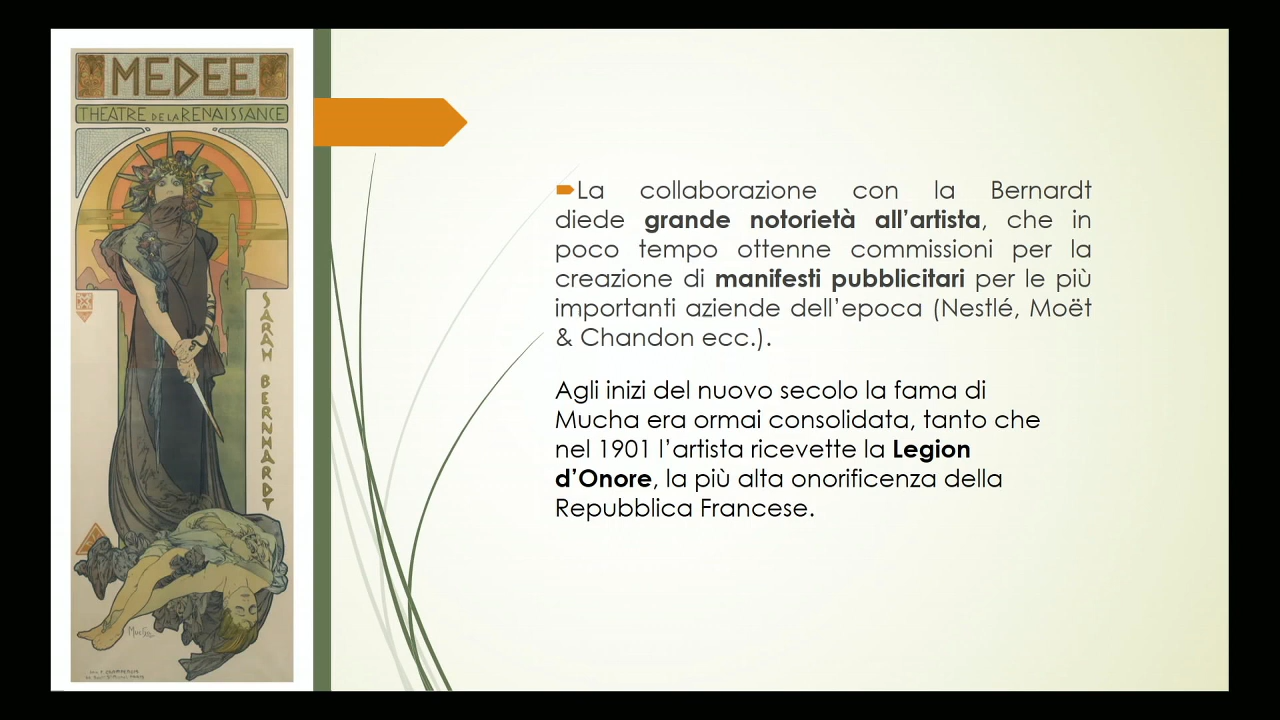 MEDEE
THEATRE DE LA RENAISSANCE
SARAH BERNHARDT
Mucha
La collaborazione con la Bernardt
diede grande notorietà all’artista, che in
poco tempo ottenne commissioni per la
creazione di manifesti pubblicitari per le più
importanti aziende dell’epoca (Nestlé, Moët
& Chandon ecc.).
Agli inizi del nuovo secolo la fama di
Mucha era ormai consolidata, tanto che
nel 1901 l’artista ricevette la Legion
d’Onore, la più alta onorificenza della
Repubblica Francese.